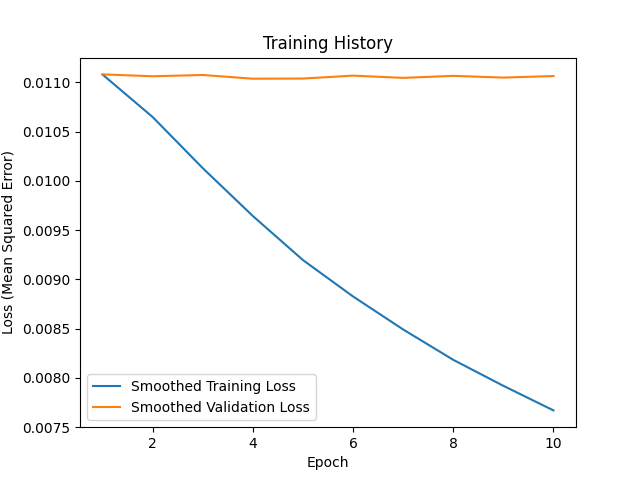 Training History
Loss (Mean Squared Error)
0.0110
0.0105
0.0100
0.0095
0.0090
0.0085
0.0080
0.0075
Smoothed Training Loss
Smoothed Validation Loss
2 4 6 8 10
Epoch